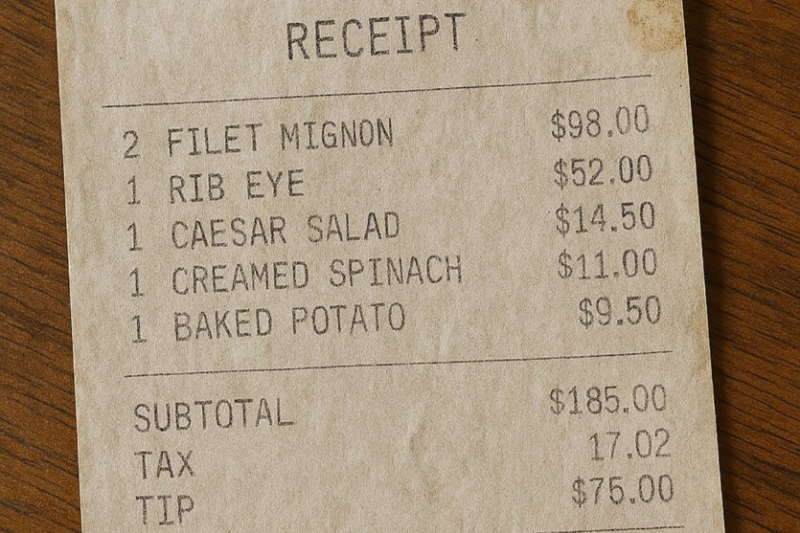 RECEIPT
2 FILET MIGNON $98.00
1 RIB EYE $52.00
1 CAESAR SALAD $14.50
1 CREAMED SPINACH $11.00
1 BAKED POTATO $9.50
SUBTOTAL $185.00
TAX 17.02
TIP $75.00